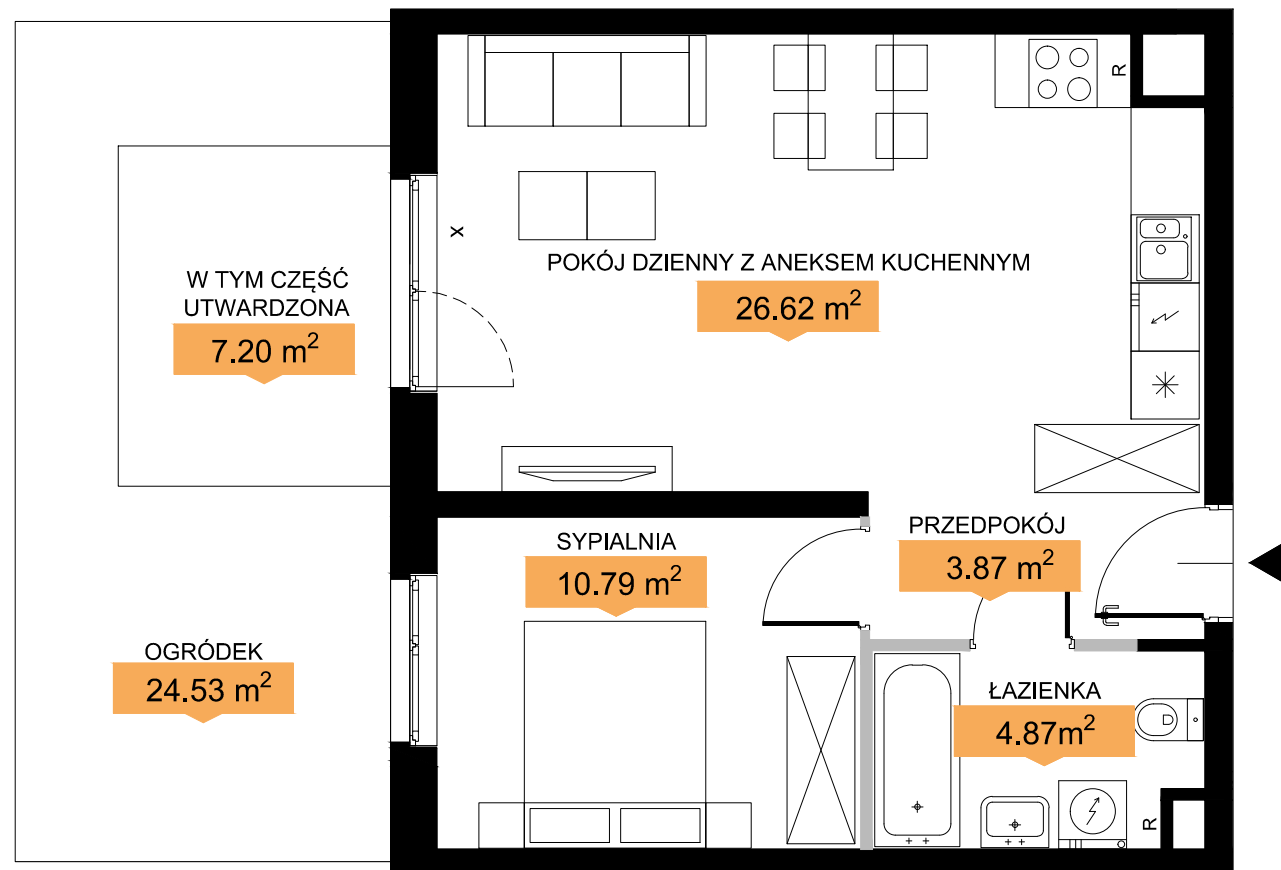 R
X
POKÓJ DZIENNY Z ANEKSEM KUCHENNYM
26.62 m²
W TYM CZĘŚĆ
UTWARDZONA
7.20 m²
SYPIALNIA
10.79 m²
PRZEDPOKÓJ
3.87 m²
OGRÓDEK
24.53 m²
ŁAZIENKA
4.87m²
R